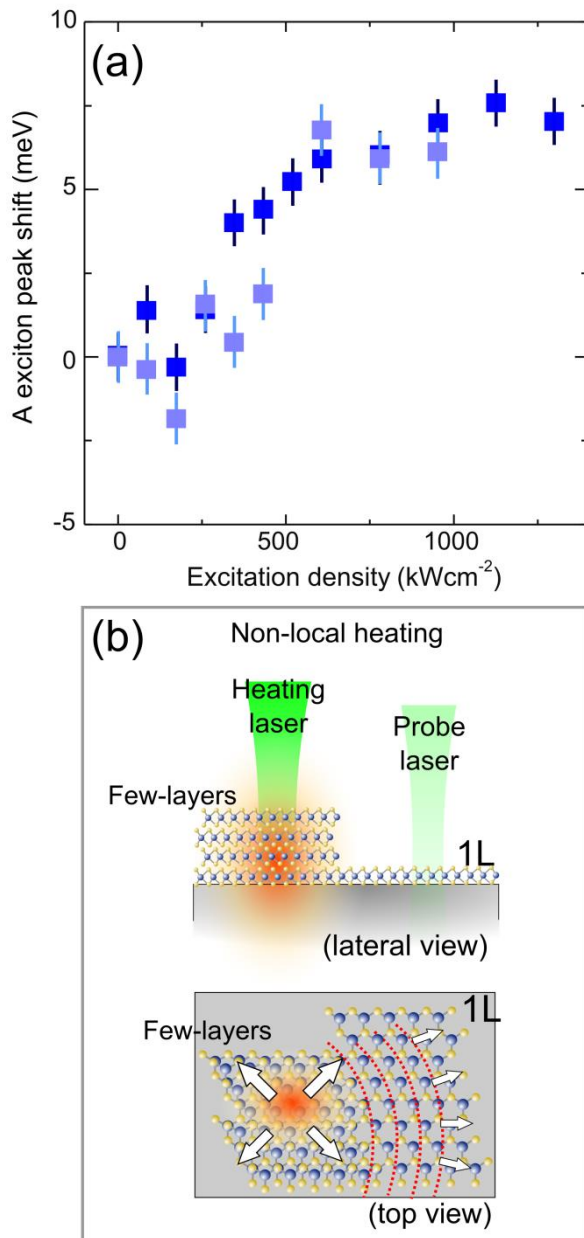 (a)
10
5
0
-5
A exciton peak shift (meV)
0
500
1000
Excitation density (kWcm⁻²)
(b)
Non-local heating
Heating
laser
Probe
laser
Few-layers
1L
(lateral view)
1L
Few-layers
(top view)